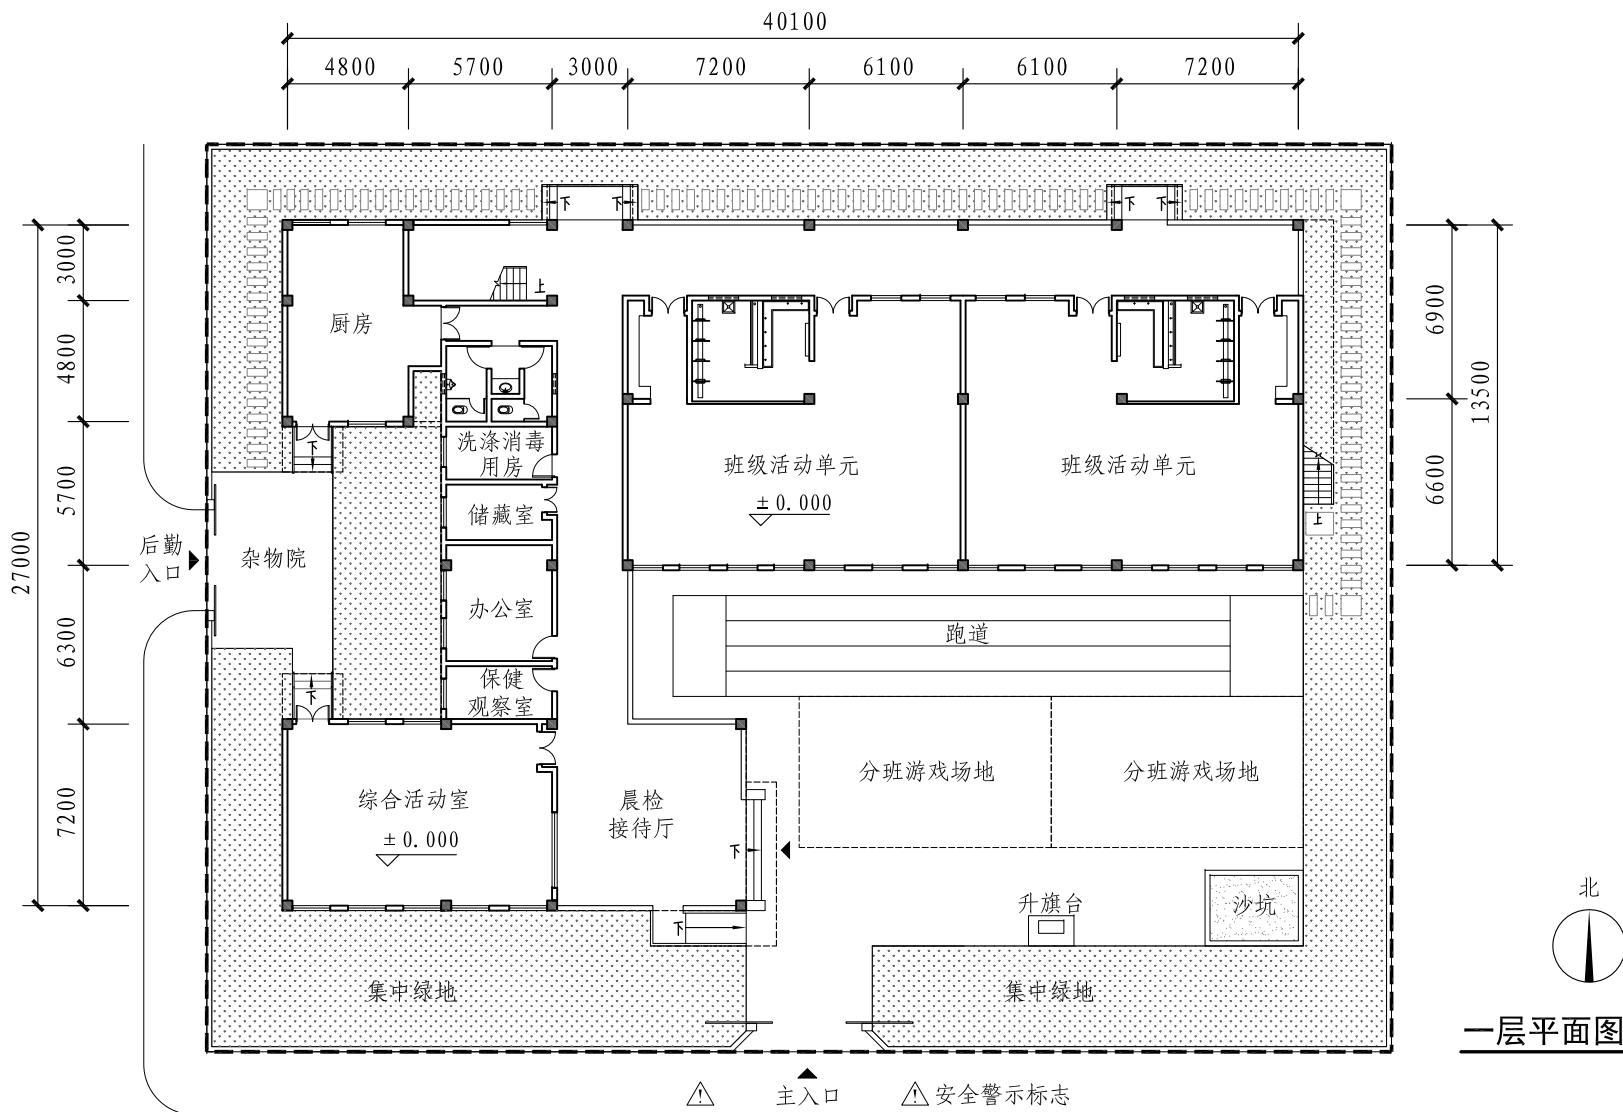 40100
4800 5700 3000 7200 6100 6100 7200
下 下 下 下
3000
上
厨房
4800
6900
13500
洗涤消毒
用房
班级活动单元 班级活动单元
±0.000
下
5700
6600
储藏室
上
27000
后勤
入口
杂物院
办公室
跑道
6300
保健
观察室
下
分班游戏场地 分班游戏场地
7200
综合活动室
±0.000
晨检
接待厅
下
升旗台
沙坑
北
下
集中绿地 集中绿地
一层平面图
主入口
安全警示标志